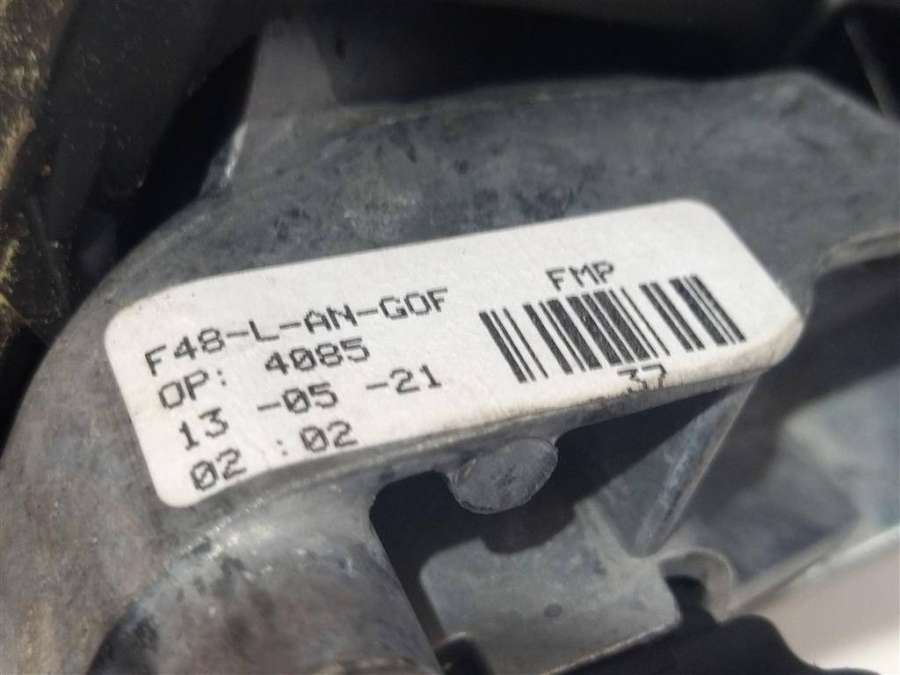 F48-L-AN-GOF
OP: 4085
13 -05 -21
02 :02
FMP
37